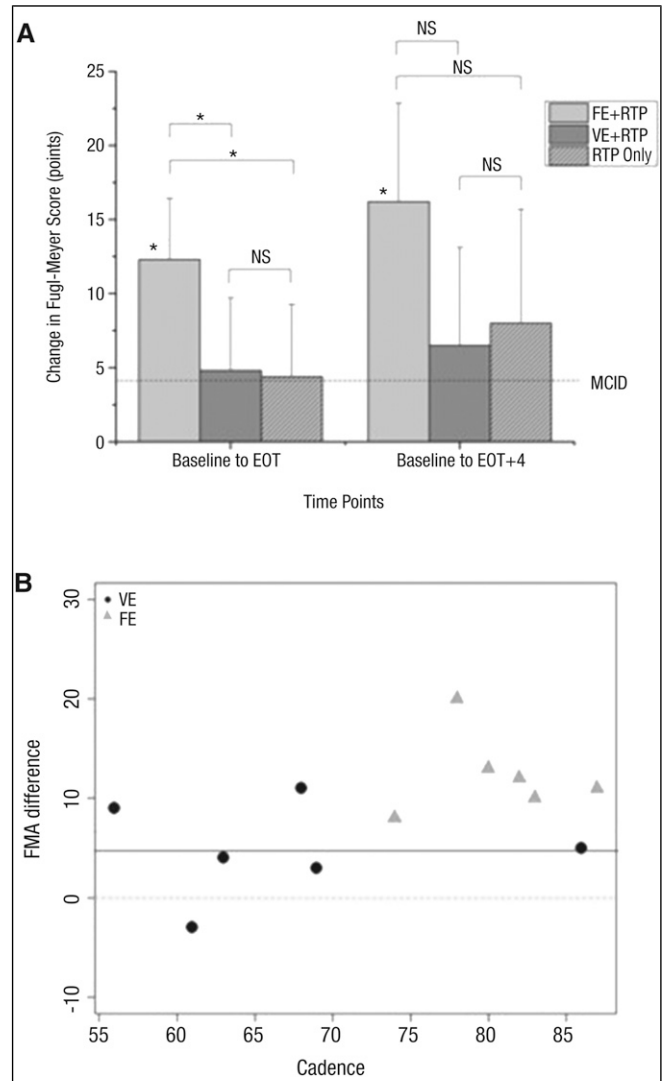 A
NS
NS
25
20
15
10
5
0
Change in Fugl-Meyer Score (points)
*
*
*
NS
*
NS
FE+RTP
VE+RTP
RTP Only
MCID
Baseline to EOT
Baseline to EOT+4
Time Points
B
VE
FE
30
20
10
0
-10
FMA difference
55 60 65 70 75 80 85
Cadence